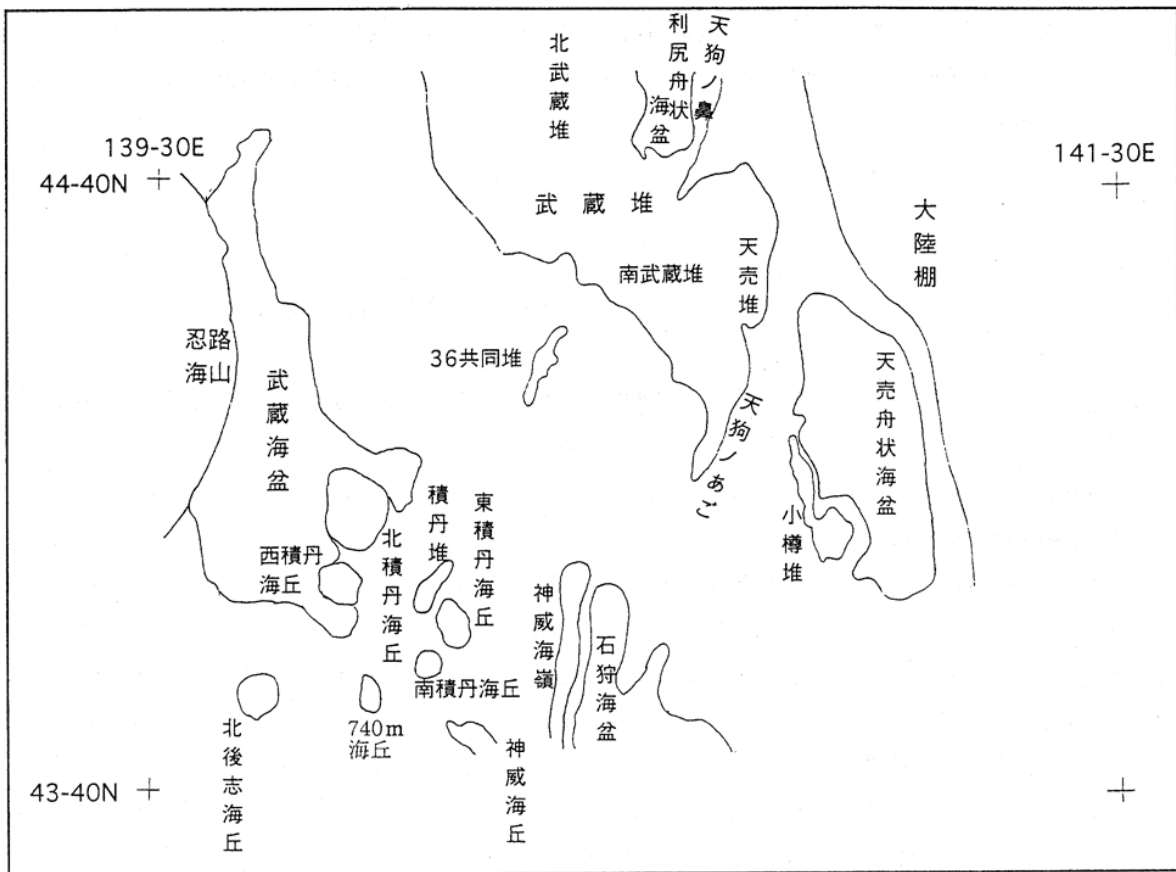 北武蔵堆
利尻舟状
海盆
天狗ノ鼻
139-30E
44-40N
141-30E
武蔵堆
大陸棚
南武蔵堆
天売堆
忍路
海山
武蔵海盆
36共同堆
天売舟状海盆
天狗ノあご
小樽堆
西積丹
海丘
北積丹海丘
積丹堆
東積丹海丘
神威海嶺
石狩海盆
南積丹海丘
740m
海丘
北後志海丘
神威海丘
43-40N